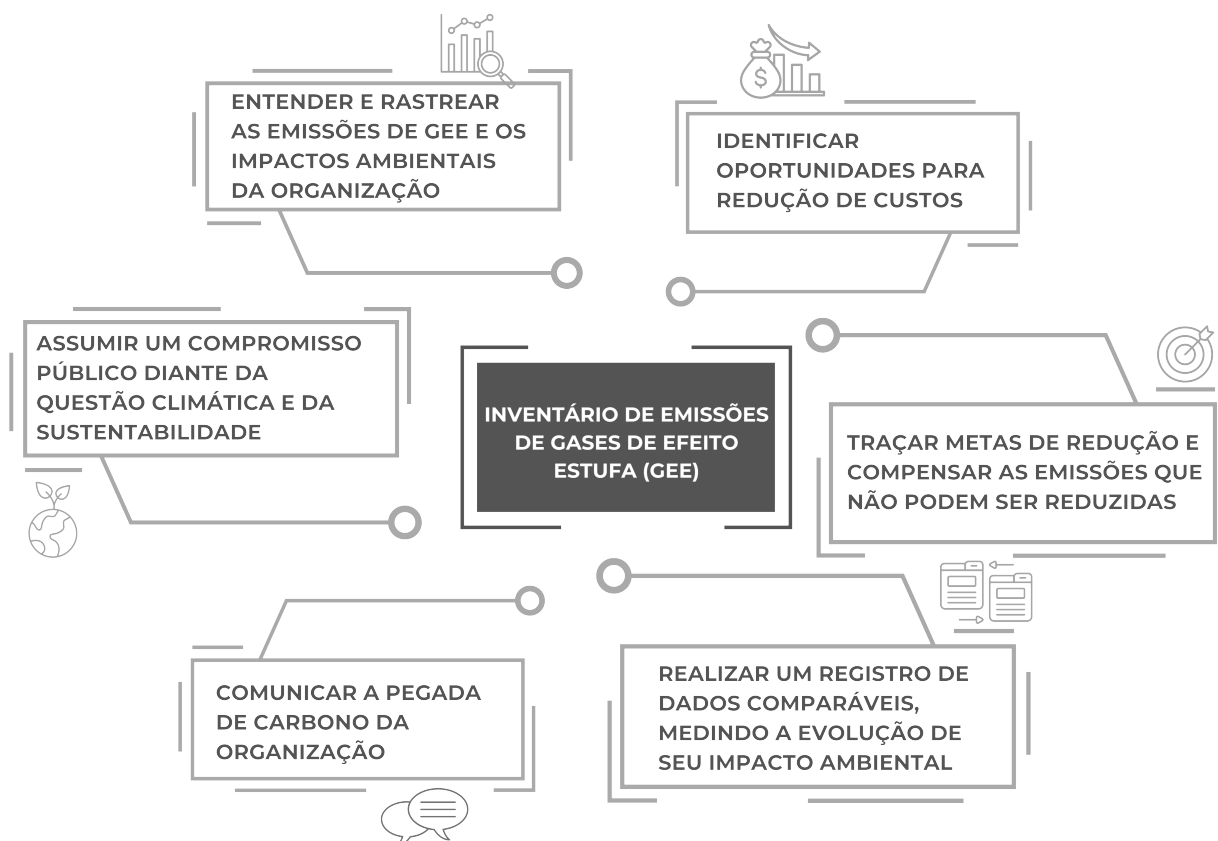 ENTENDER E RASTREAR
AS EMISSÕES DE GEE E OS
IMPACTOS AMBIENTAIS
DA ORGANIZAÇÃO
$
IDENTIFICAR
OPORTUNIDADES PARA
REDUÇÃO DE CUSTOS
ASSUMIR UM COMPROMISSO
PÚBLICO DIANTE DA
QUESTÃO CLIMÁTICA E DA
SUSTENTABILIDADE
INVENTÁRIO DE EMISSÕES
DE GASES DE EFEITO
ESTUFA (GEE)
TRAÇAR METAS DE REDUÇÃO E
COMPENSAR AS EMISSÕES QUE
NÃO PODEM SER REDUZIDAS
COMUNICAR A PEGADA
DE CARBONO DA
ORGANIZAÇÃO
REALIZAR UM REGISTRO DE
DADOS COMPARÁVEIS,
MEDINDO A EVOLUÇÃO DE
SEU IMPACTO AMBIENTAL